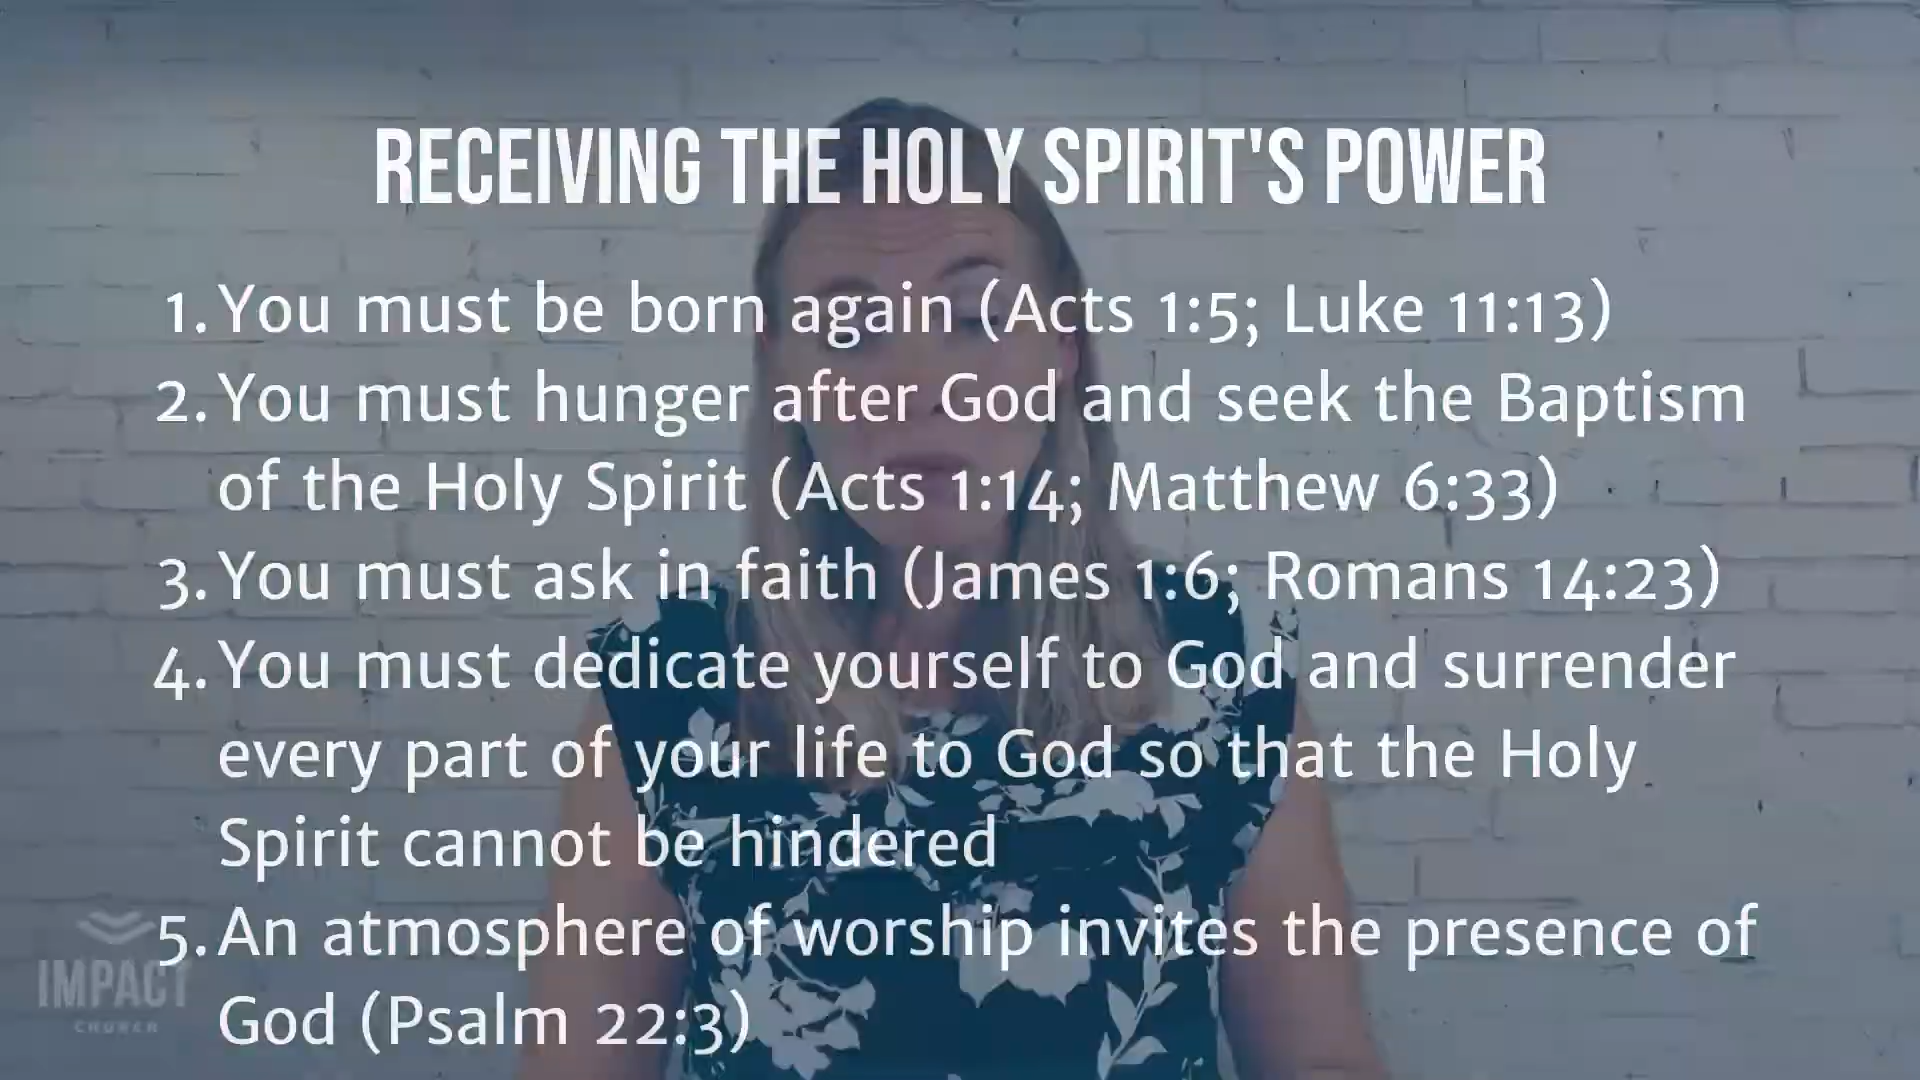 RECEIVING THE HOLY SPIRIT'S POWER
1. You must be born again (Acts 1:5; Luke 11:13)
2. You must hunger after God and seek the Baptism
of the Holy Spirit (Acts 1:14; Matthew 6:33)
3. You must ask in faith (James 1:6; Romans 14:23)
4. You must dedicate yourself to God and surrender
every part of your life to God so that the Holy
Spirit cannot be hindered
5. An atmosphere of worship invites the presence of
God (Psalm 22:3)
IMPACT
CHURCH